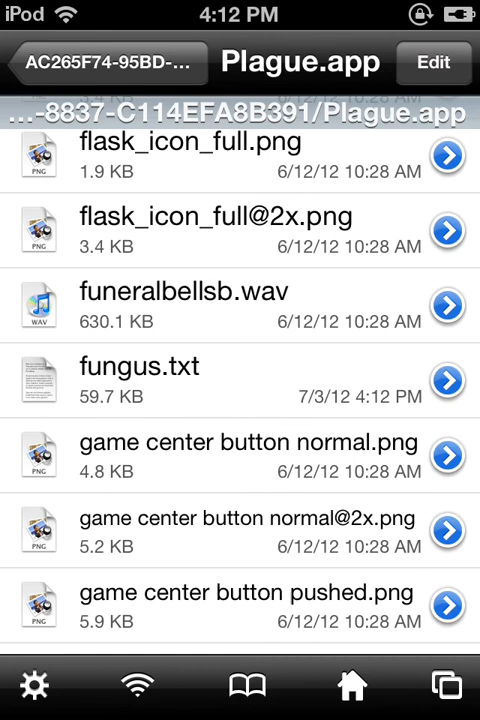 iPod 4:12 PM
AC265F74-95BD-... Plague.app Edit
...-8837-C114EFA8B391/Plague.app
flask_icon_full.png
1.9 KB 6/12/12 10:28 AM
PNG
flask_icon_full@2x.png
3.4 KB 6/12/12 10:28 AM
PNG
funeralbellsb.wav
630.1 KB 6/12/12 10:28 AM
WAV
fungus.txt
59.7 KB 7/3/12 4:12 PM
game center button normal.png
4.8 KB 6/12/12 10:28 AM
PNG
game center button normal@2x.png
5.2 KB 6/12/12 10:28 AM
PNG
game center button pushed.png
5.9 KB 6/12/12 10:28 AM
PNG